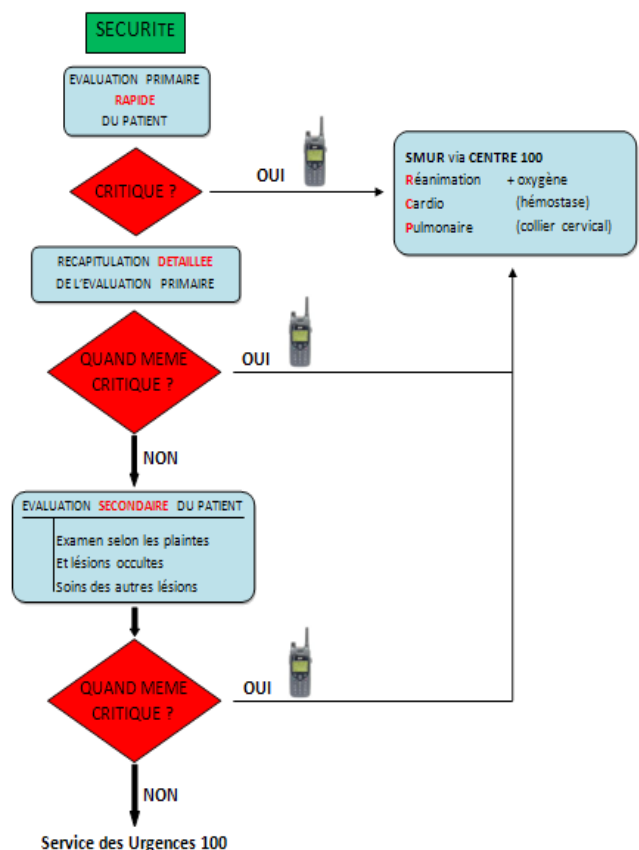 SECURITE
EVALUATION PRIMAIRE
RAPIDE
DU PATIENT
CRITIQUE ?
OUI
SMUR via CENTRE 100
Réanimation + oxygène
Cardio (hémostase)
Pulmonaire (collier cervical)
RECAPITULATION DETAILLEE
DE L'EVALUATION PRIMAIRE
QUAND MEME
CRITIQUE ?
OUI
NON
EVALUATION SECONDAIRE DU PATIENT
Examen selon les plaintes
Et lésions occultes
Soins des autres lésions
QUAND MEME
CRITIQUE ?
OUI
NON
Service des Urgences 100